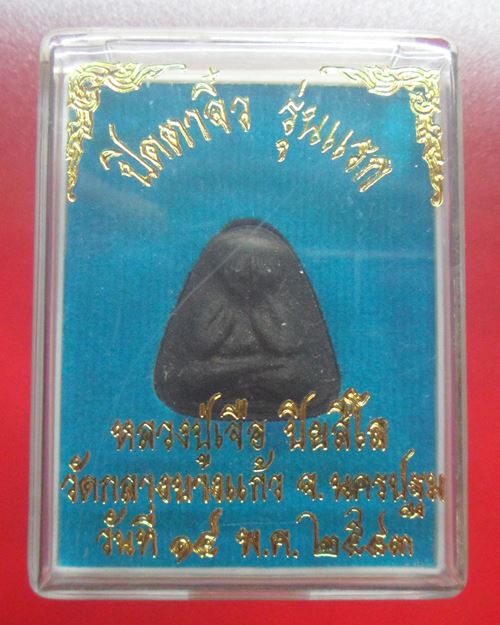 ปิดตาจิ๋ว รุ่นแรก
หลวงปู่เจือ ปิยสีโล
วัดกลางบางแก้ว จ.นครปฐม
วันที่ ๑๕ พ.ค. ๒๕๔๓